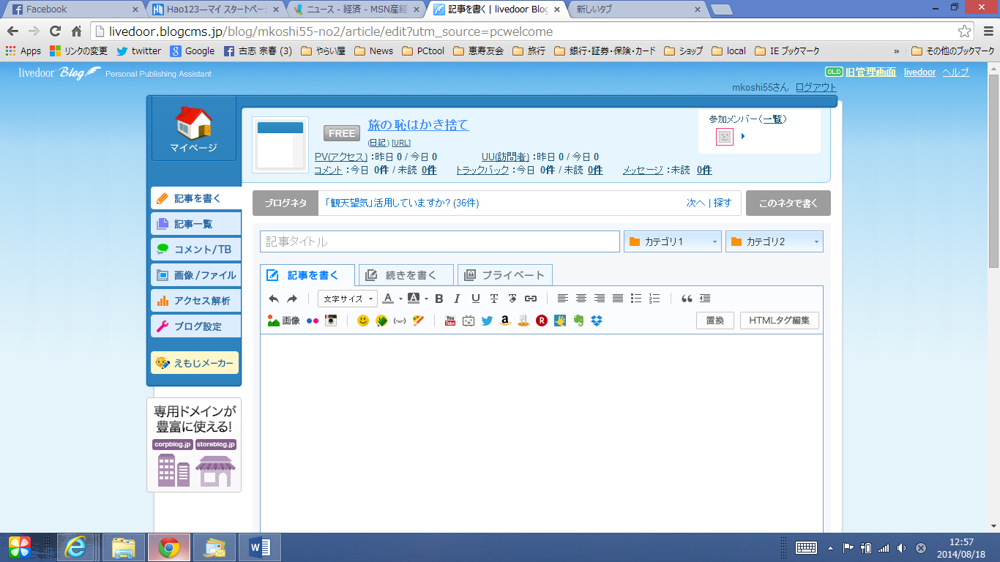 Facebook
Hao123—マイ スタートページ
ニュース - 経済 - MSN産経
記事を書く | livedoor Blog
新しいタブ
livedoor.blogcms.jp/blog/mkoshi55-no2/article/edit?utm_source=pcwelcome
Apps リンクの変更 twitter Google 古志 宗春 (3) やらい屋 News PCtool 恵寿友会 旅行 銀行・証券・保険・カード ショップ local IE ブックマーク » その他のブックマーク
livedoor Blog Personal Publishing Assistant
OLD 旧管理画面 livedoor ヘルプ
mkoshi55さん ログアウト
マイページ
FREE 旅の恥はかき捨て
(日記) [URL]
PV(アクセス) : 昨日 0 / 今日 0 UU(訪問者) : 昨日 0 / 今日 0
コメント : 今日 0件 / 未読 0件 トラックバック : 今日 0件 / 未読 0件 メッセージ : 未読 0件
参加メンバー (一覧)
記事を書く
記事一覧
コメント/TB
画像/ファイル
アクセス解析
ブログ設定
えもじメーカー
専用ドメインが
豊富に使える!
corpblog.jp storeblog.jp
ブログネタ 「観天望気」活用していますか? (36件) 次へ | 探す このネタで書く
記事タイトル カテゴリ1 カテゴリ2
記事を書く 続きを書く プライベート
文字サイズ A A B I U T
画像 You Tube a R 置換 HTMLタグ編集
12:57
2014/08/18